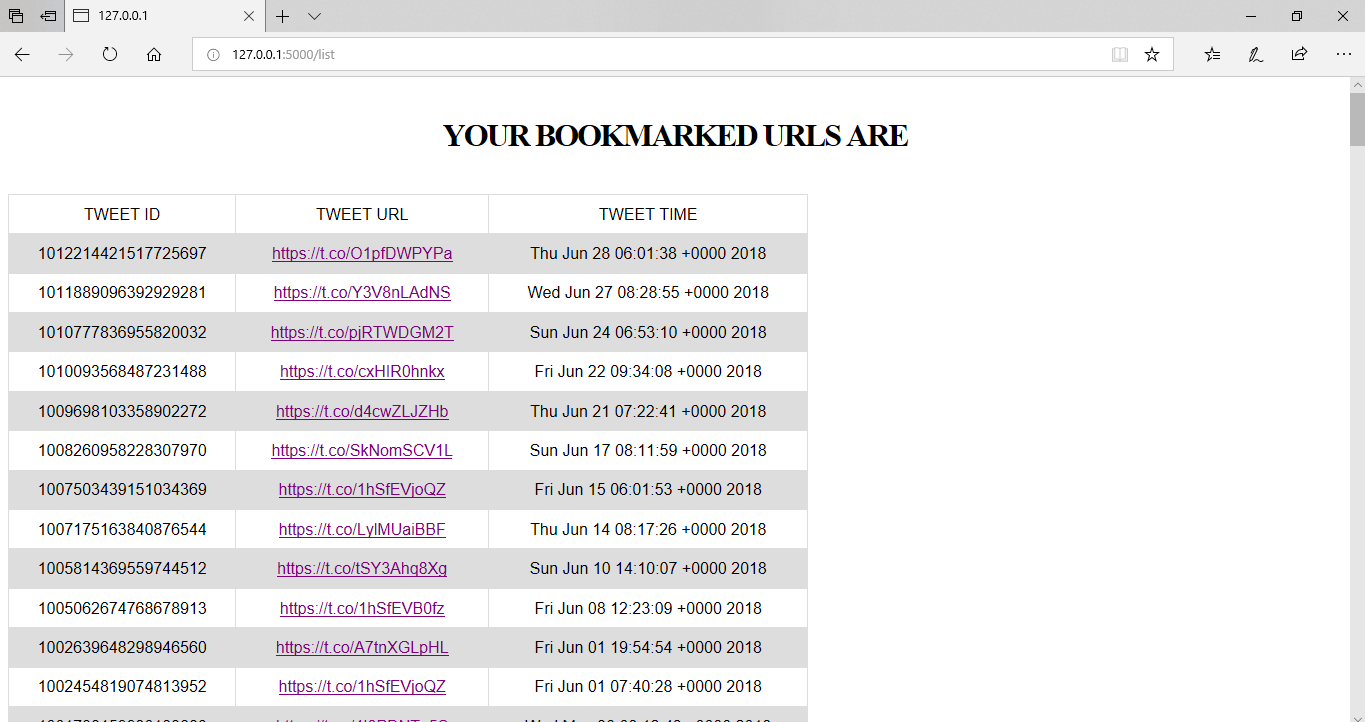 127.0.0.1
127.0.0.1:5000/list
YOUR BOOKMARKED URLS ARE
TWEET ID TWEET URL TWEET TIME
1012214421517725697 https://t.co/O1pfDWPYPa Thu Jun 28 06:01:38 +0000 2018
1011889096392929281 https://t.co/Y3V8nLAdNS Wed Jun 27 08:28:55 +0000 2018
1010777836955820032 https://t.co/pjRTWDGM2T Sun Jun 24 06:53:10 +0000 2018
1010093568487231488 https://t.co/cxHIR0hnkx Fri Jun 22 09:34:08 +0000 2018
1009698103358902272 https://t.co/d4cwZLJZHb Thu Jun 21 07:22:41 +0000 2018
1008260958228307970 https://t.co/SkNomSCV1L Sun Jun 17 08:11:59 +0000 2018
1007503439151034369 https://t.co/1hSfEVjoQZ Fri Jun 15 06:01:53 +0000 2018
1007175163840876544 https://t.co/LylMUaiBBF Thu Jun 14 08:17:26 +0000 2018
1005814369559744512 https://t.co/tSY3Ahq8Xg Sun Jun 10 14:10:07 +0000 2018
1005062674768678913 https://t.co/1hSfEVB0fz Fri Jun 08 12:23:09 +0000 2018
1002639648298946560 https://t.co/A7tnXGLpHL Fri Jun 01 19:54:54 +0000 2018
1002454819074813952 https://t.co/1hSfEVjoQZ Fri Jun 01 07:40:28 +0000 2018